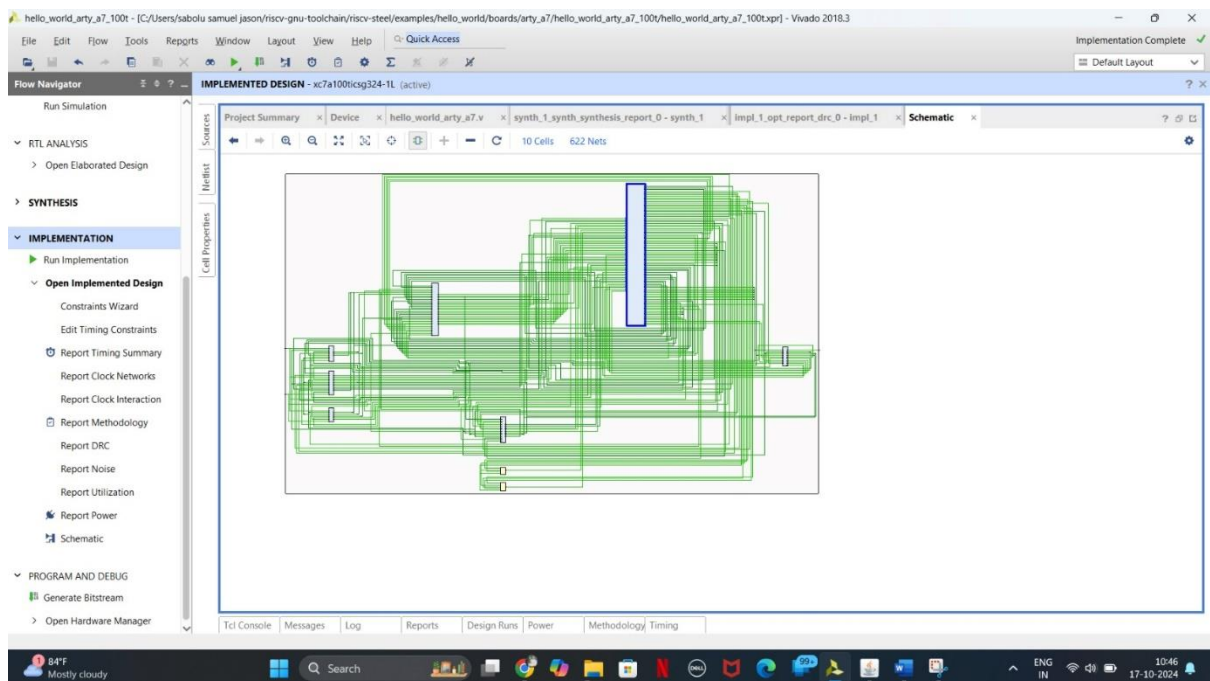 hello_world_arty_a7_100t - [C:/Users/sabolu samuel jason/riscv-gnu-toolchain/riscv-steel/examples/hello_world/boards/arty_a7/hello_world_arty_a7_100t/hello_world_arty_a7_100t.xpr] - Vivado 2018.3
File Edit Flow Tools Reports Window Layout View Help Quick Access
Implementation Complete
Default Layout
Flow Navigator
IMPLEMENTED DESIGN - xc7a100ticsg324-1L (active)
Run Simulation
RTL ANALYSIS
Open Elaborated Design
SYNTHESIS
IMPLEMENTATION
Run Implementation
Open Implemented Design
Constraints Wizard
Edit Timing Constraints
Report Timing Summary
Report Clock Networks
Report Clock Interaction
Report Methodology
Report DRC
Report Noise
Report Utilization
Report Power
Schematic
PROGRAM AND DEBUG
Generate Bitstream
Open Hardware Manager
Sources
Netlist
Cell Properties
Project Summary Device hello_world_arty_a7.v synth_1_synth_synthesis_report_0 - synth_1 impl_1_opt_report_drc_0 - impl_1 Schematic
10 Cells 622 Nets
Tcl Console Messages Log Reports Design Runs Power Methodology Timing
84°F
Mostly cloudy
Search
99+
DELL
ENG
IN
10:46
17-10-2024